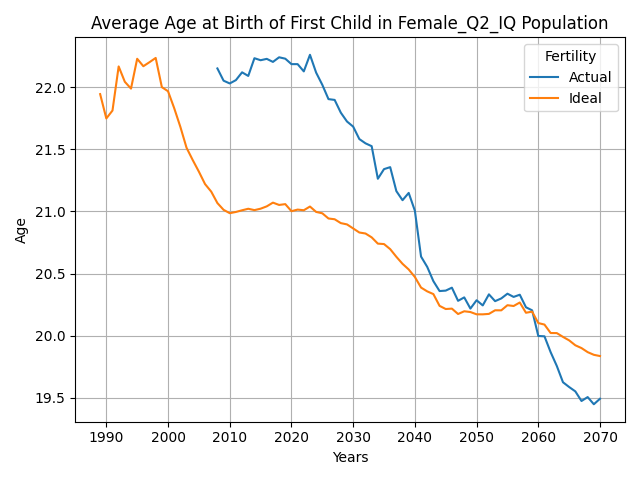 Average Age at Birth of First Child in Female_Q2_IQ Population
Fertility
Actual
Ideal
Age
22.0
21.5
21.0
20.5
20.0
19.5
1990 2000 2010 2020 2030 2040 2050 2060 2070
Years